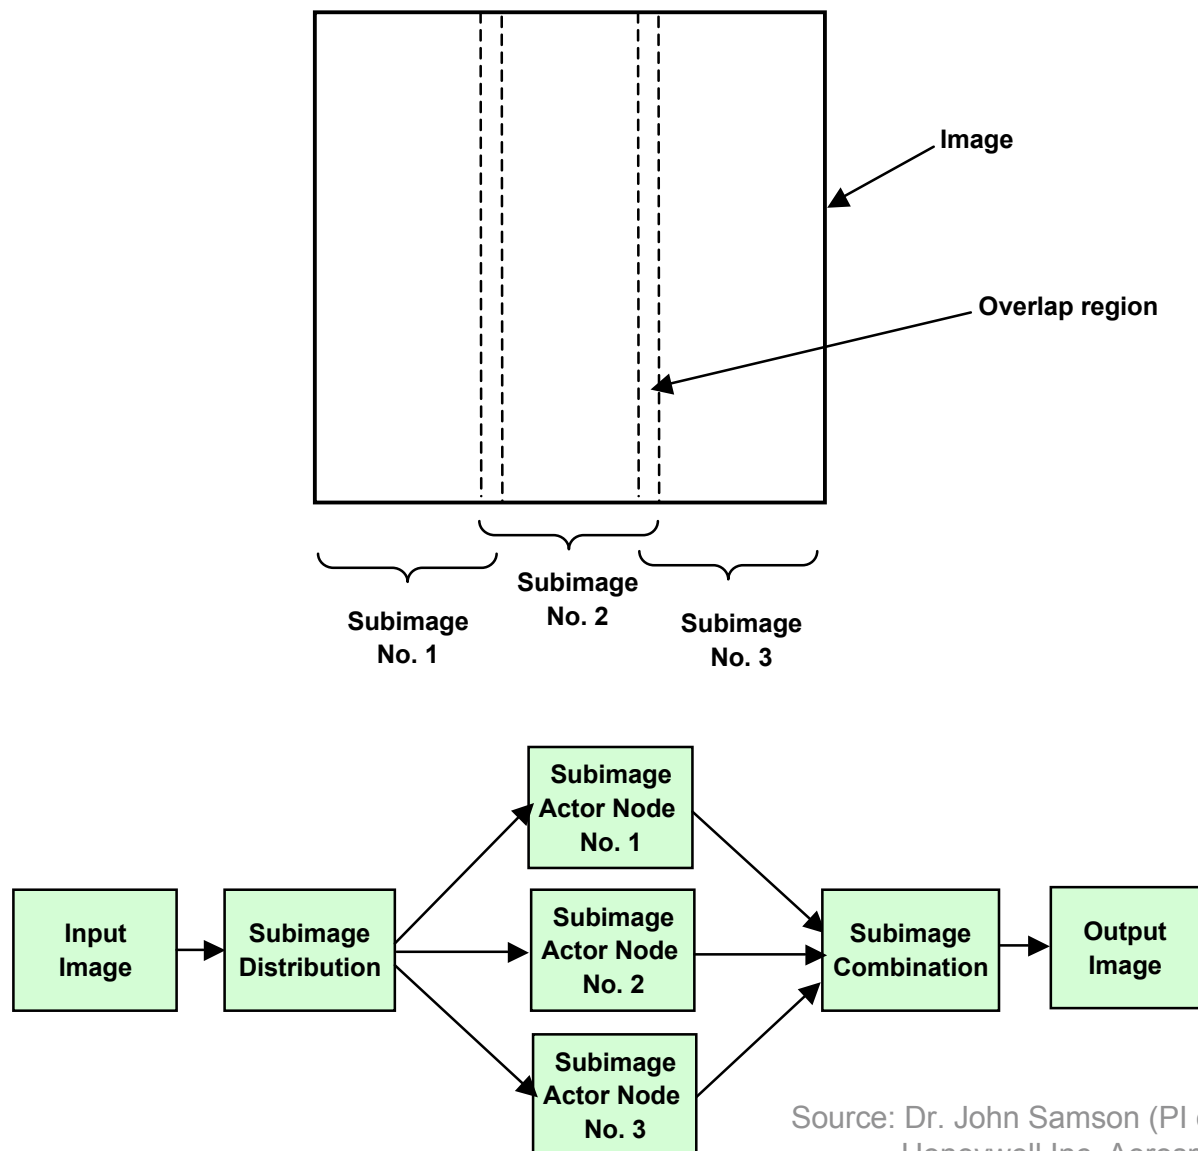 Image
Overlap region
Subimage
No. 1
Subimage
No. 2
Subimage
No. 3
Input
Image
Subimage
Distribution
Subimage
Actor Node
No. 1
Subimage
Actor Node
No. 2
Subimage
Actor Node
No. 3
Subimage
Combination
Output
Image
Source: Dr. John Samson (PI
Honeywell Inc.